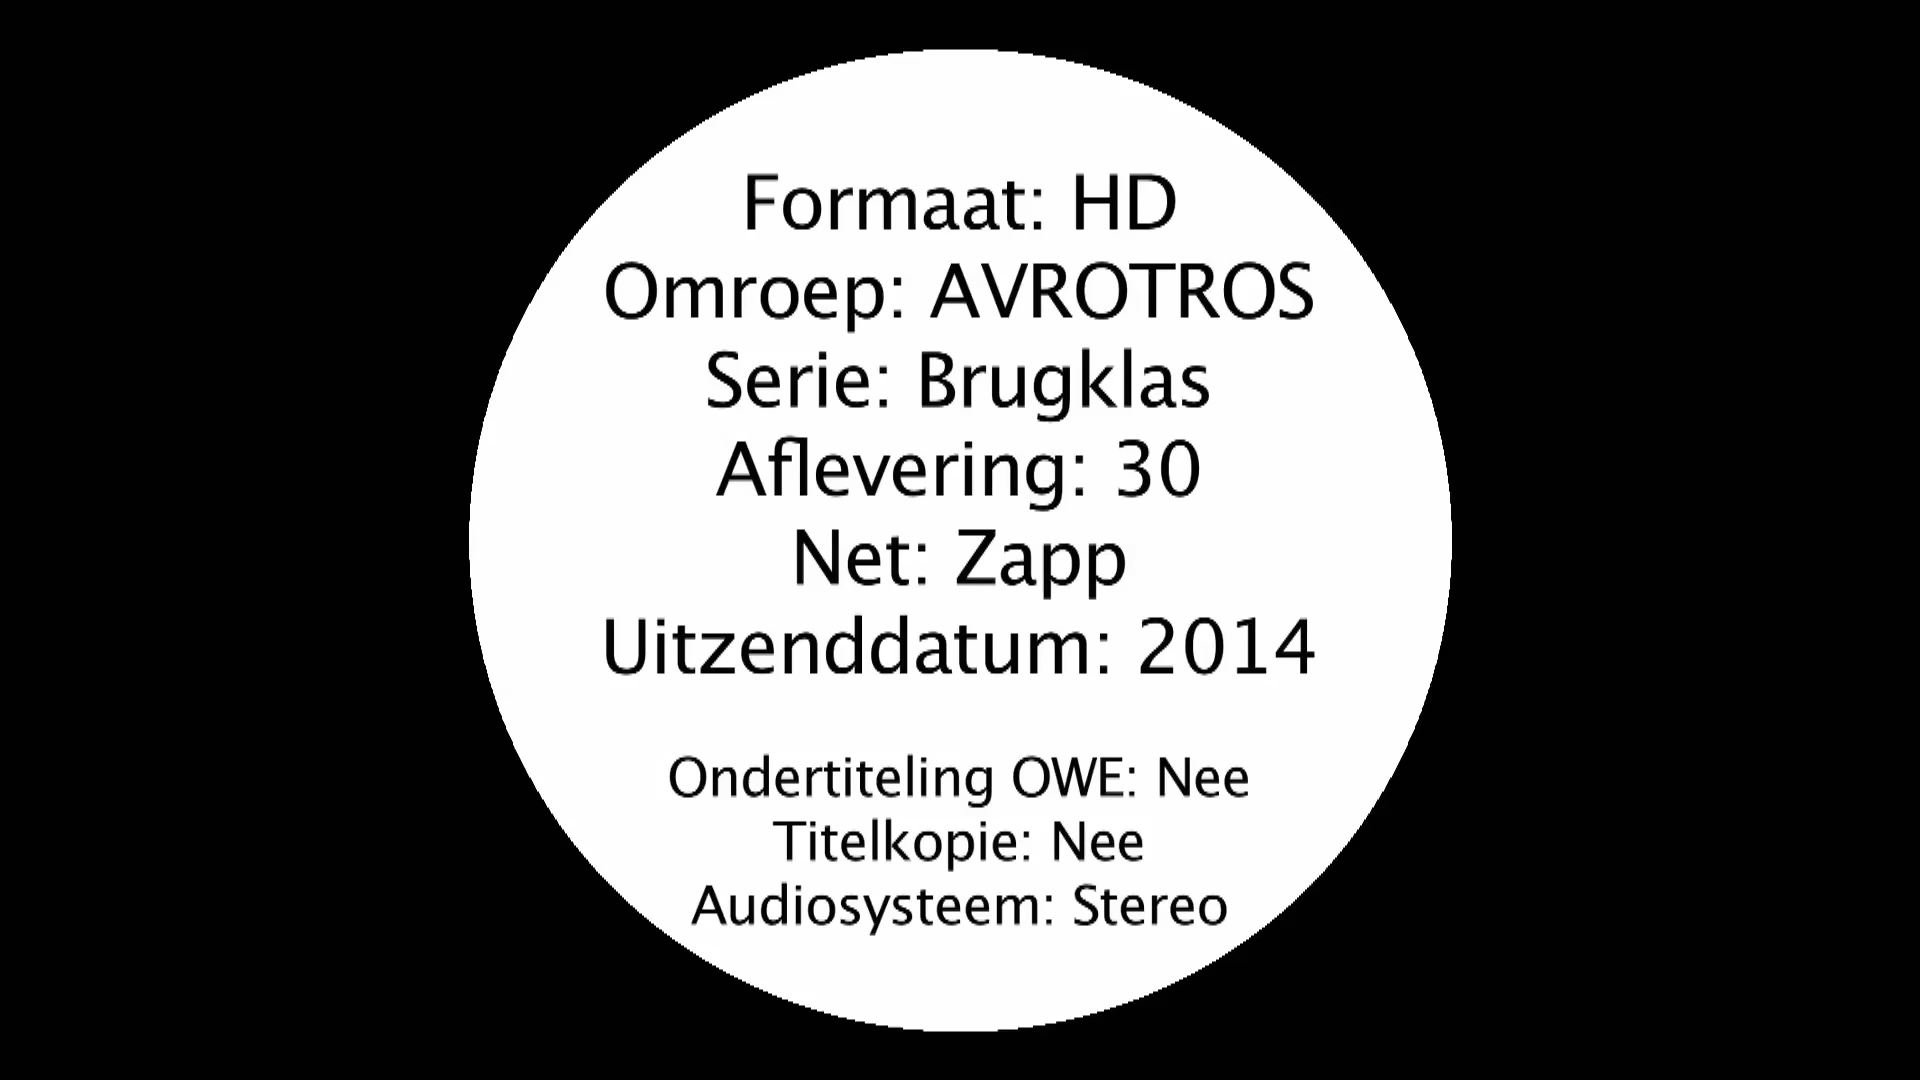 Formaat: HD
Omroep: AVROTROS
Serie: Brugklas
Aflevering: 30
Net: Zapp
Uitzenddatum: 2014
Ondertiteling OWE: Nee
Titelkopie: Nee
Audiosysteem: Stereo